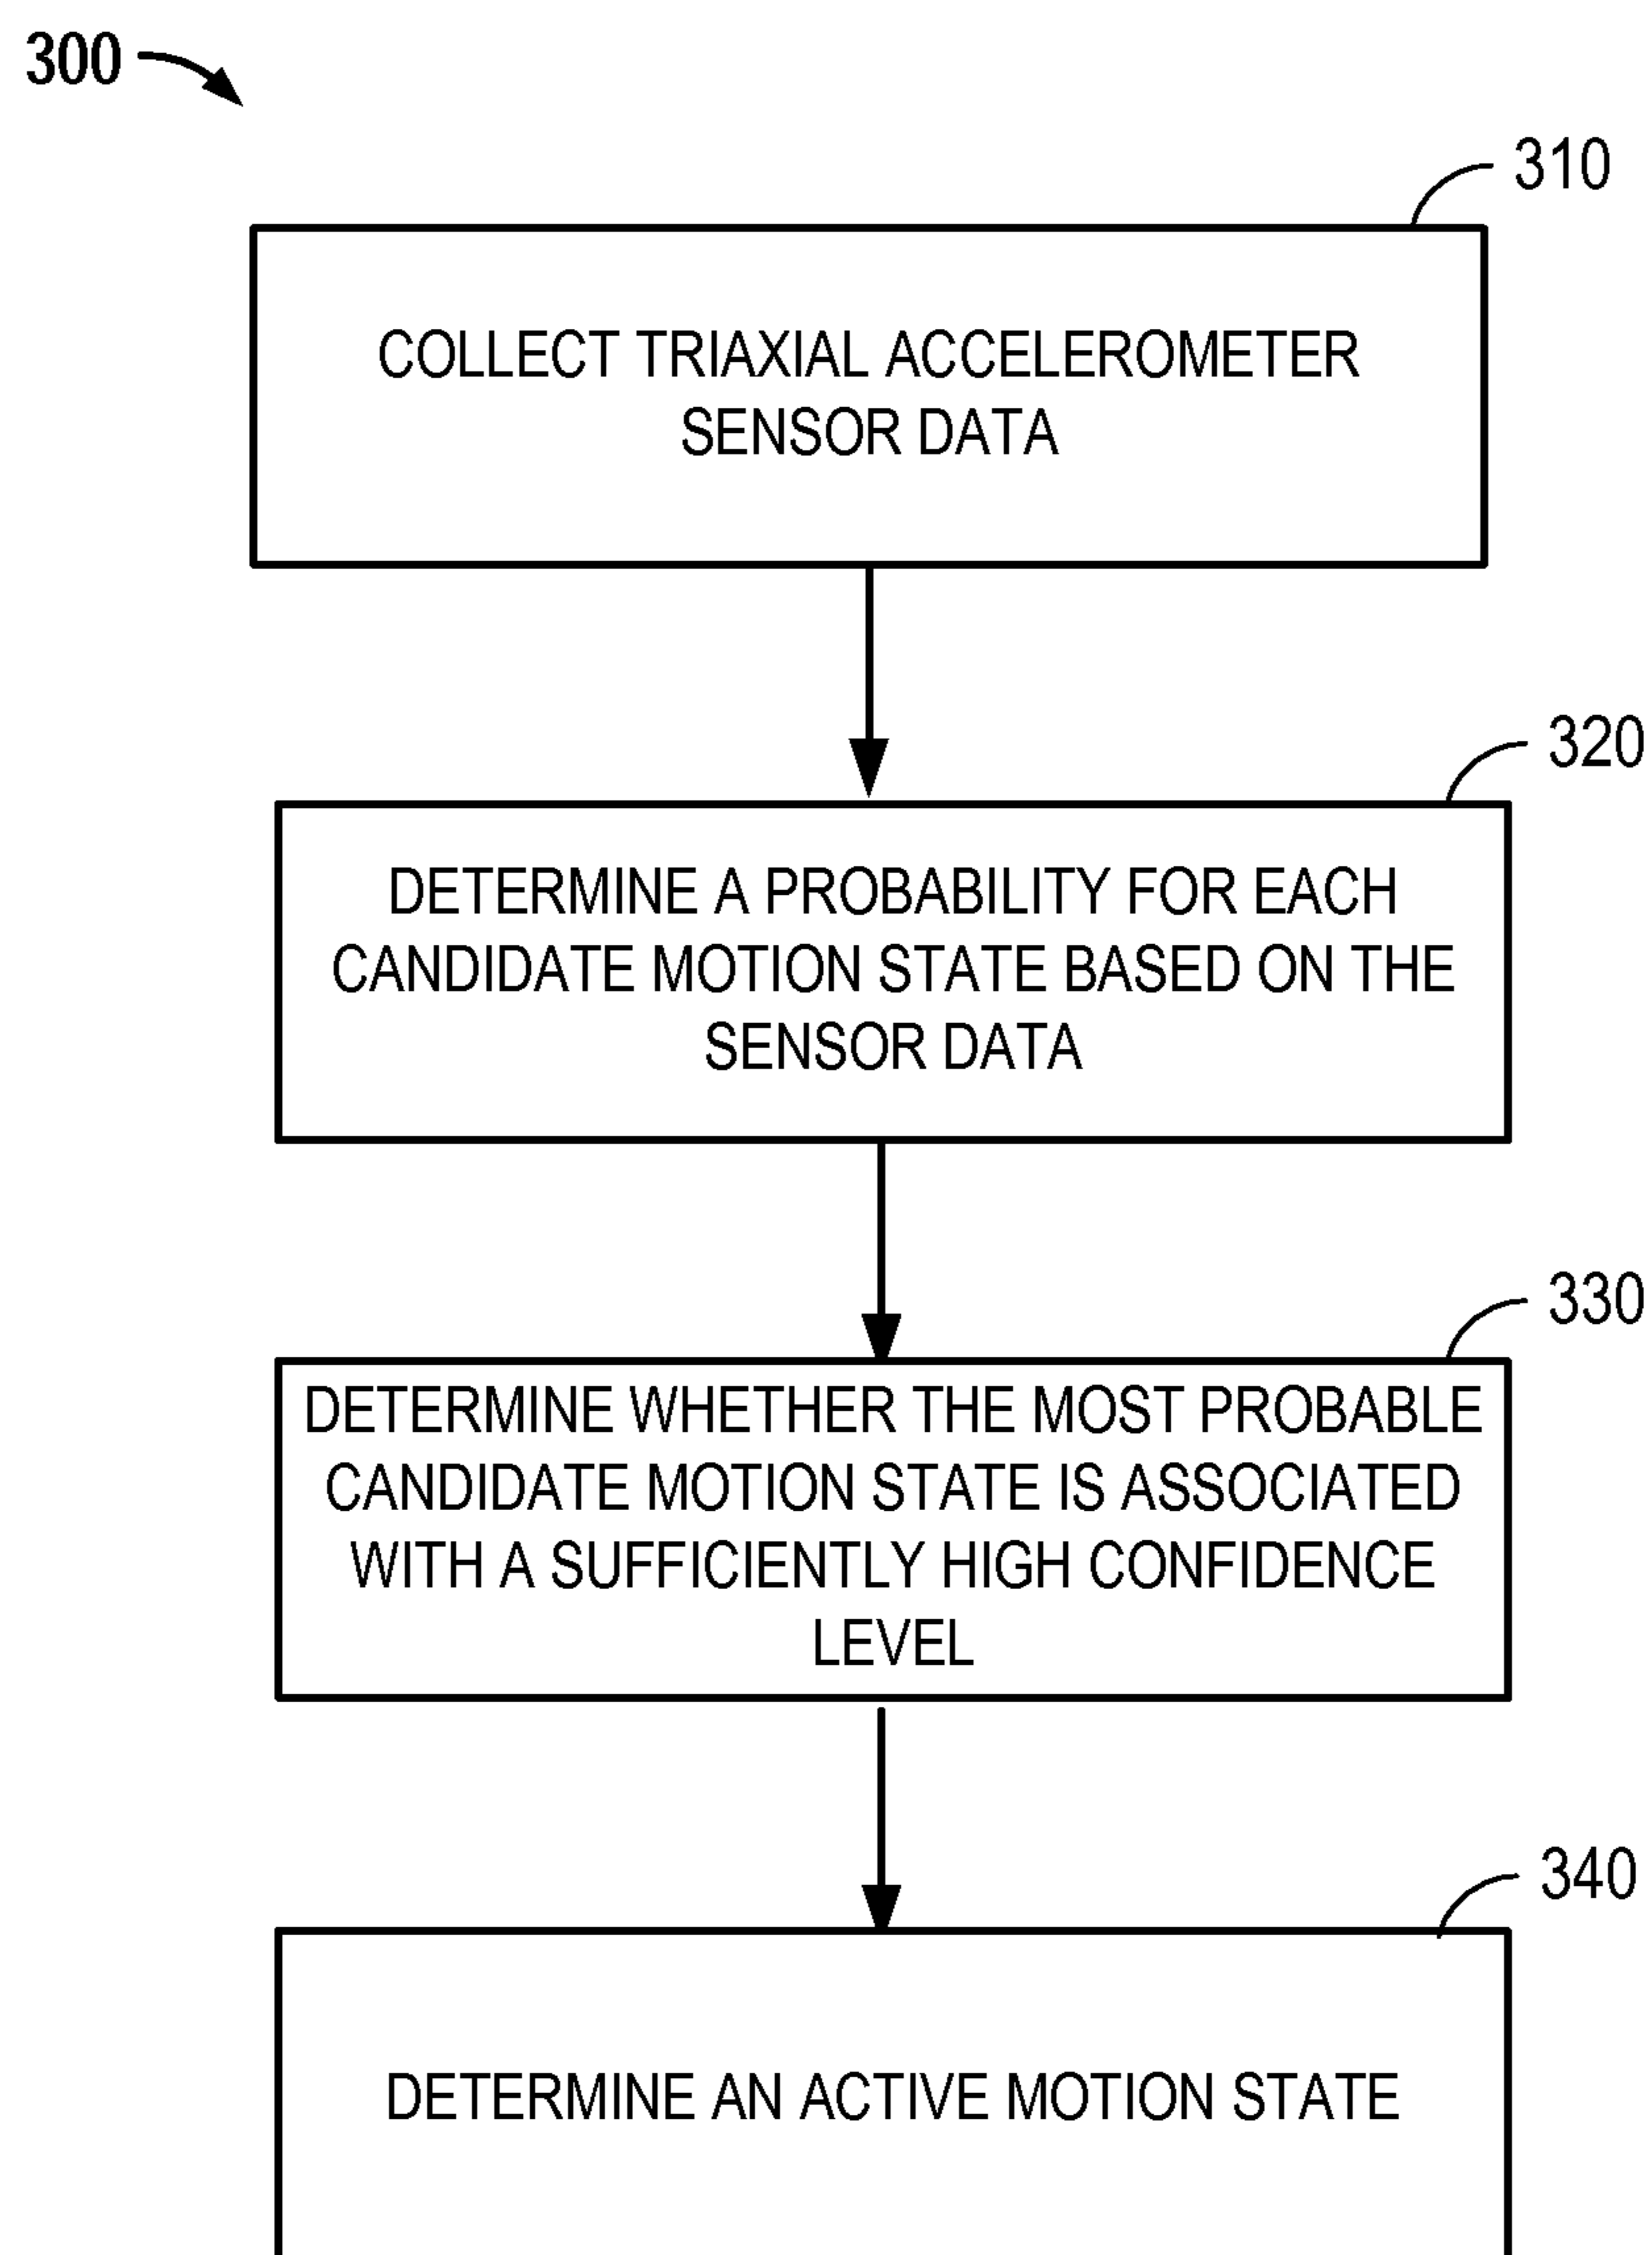 300
310
COLLECT TRIAXIAL ACCELEROMETER
SENSOR DATA
320
DETERMINE A PROBABILITY FOR EACH
CANDIDATE MOTION STATE BASED ON THE
SENSOR DATA
330
DETERMINE WHETHER THE MOST PROBABLE
CANDIDATE MOTION STATE IS ASSOCIATED
WITH A SUFFICIENTLY HIGH CONFIDENCE
LEVEL
340
DETERMINE AN ACTIVE MOTION STATE